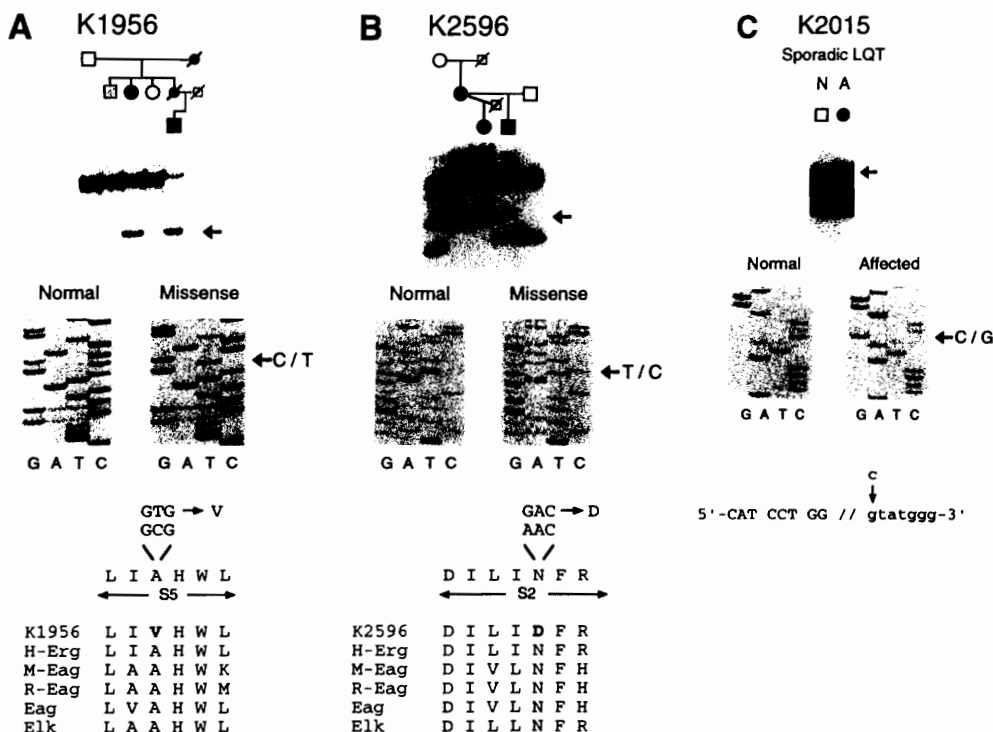 A K1956
B K2596
C K2015
Sporadic LQT
N A
Normal Missense
C / T
G A T C G A T C
GTG → V
GCG
L I A H W L
S5
K1956 L I V H W L
H-Erg L I A H W L
M-Eag L A A H W K
R-Eag L A A H W M
Eag L V A H W L
Elk L A A H W L
Normal Missense
T / C
G A T C G A T C
GAC → D
AAC
D I L I N F R
S2
K2596 D I L I D F R
H-Erg D I L I N F R
M-Eag D I V L N F H
R-Eag D I V L N F H
Eag D I V L N F H
Elk D I L L N F R
Normal Affected
C / G
G A T C G A T C
C
5'-CAT CCT GG // gtatggg-3'